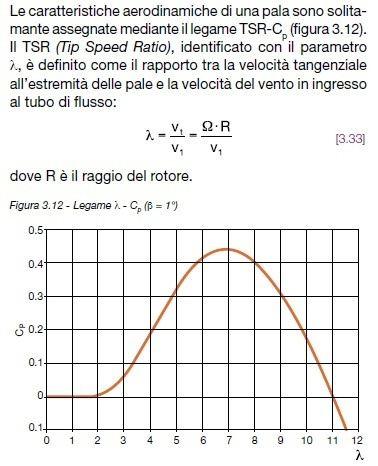 Le caratteristiche aerodinamiche di una pala sono solita-
mante assegnate mediante il legame TSR-Cp (figura 3.12).
Il TSR (Tip Speed Ratio), identificato con il parametro
λ, è definito come il rapporto tra la velocità tangenziale
all'estremità delle pale e la velocità del vento in ingresso
al tubo di flusso:
λ = v₁/v₁ = Ω·R/v₁ [3.33]
dove R è il raggio del rotore.
Figura 3.12 - Legame λ - Cp (β = 1°)
0.5
0.4
0.3
0.2
0.1
0
0.1
Cp
0 1 2 3 4 5 6 7 8 9 10 11 12
λ